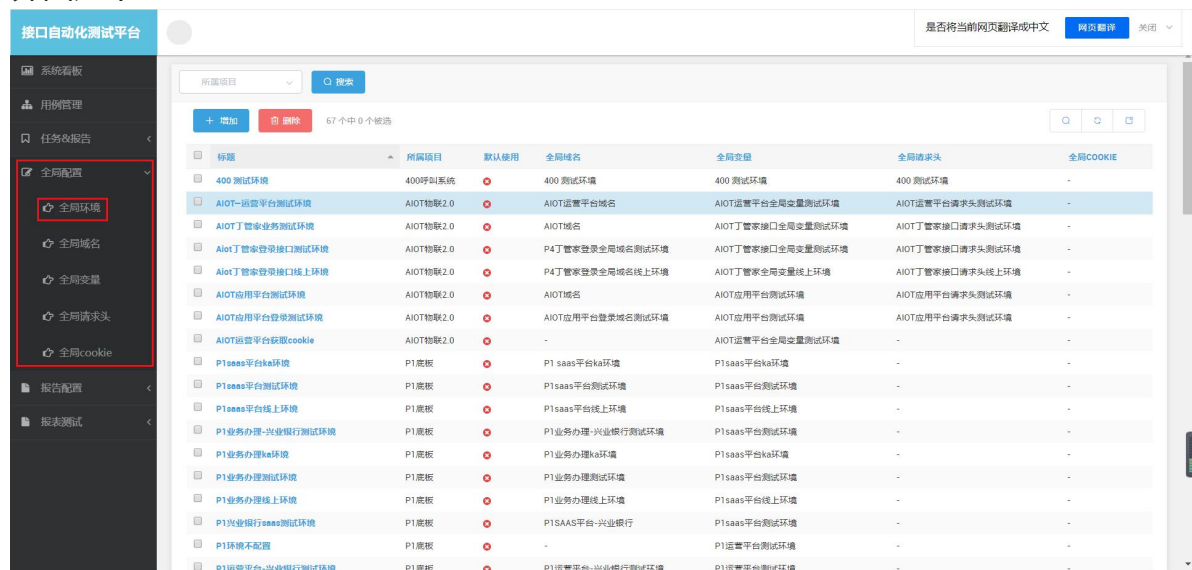 接口自动化测试平台
是否将当前网页翻译成中文 网页翻译 关闭
系统看板
用例管理
任务&报告
全局配置
全局环境
全局域名
全局变量
全局请求头
全局cookie
报告配置
报表测试
所属项目 搜索
+ 增加 删除 67 个中 0 个被选
标题 所属项目 默认使用 全局域名 全局变量 全局请求头 全局COOKIE
400 测试环境 400呼叫系统 400 测试环境 400 测试环境 400 测试环境 -
AIOT-运营平台测试环境 AIOT物联2.0 AIOT运营平台域名 AIOT运营平台全局变量测试环境 AIOT运营平台请求头测试环境 -
AIOT丁管家业务测试环境 AIOT物联2.0 AIOT域名 AIOT丁管家接口全局变量测试环境 AIOT丁管家接口请求头测试环境 -
Aiot丁管家登录接口测试环境 AIOT物联2.0 P4丁管家登录全局域名测试环境 AIOT丁管家接口全局变量测试环境 AIOT丁管家接口请求头测试环境 -
Aiot丁管家登录接口线上环境 AIOT物联2.0 P4丁管家登录全局域名线上环境 AIOT丁管家全局变量线上环境 AIOT丁管家接口请求头线上环境 -
AIOT应用平台测试环境 AIOT物联2.0 AIOT域名 AIOT应用平台测试环境 AIOT应用平台请求头测试环境 -
AIOT应用平台登录测试环境 AIOT物联2.0 AIOT应用平台登录域名测试环境 AIOT应用平台测试环境 AIOT应用平台请求头测试环境 -
AIOT运营平台获取cookie AIOT物联2.0 - AIOT运营平台全局变量测试环境 - -
P1saas平台ka环境 P1底板 P1 saas平台ka环境 P1saas平台ka环境 - -
P1saas平台测试环境 P1底板 P1saas平台测试环境 P1saas平台测试环境 - -
P1saas平台线上环境 P1底板 P1saas平台线上环境 P1saas平台线上环境 - -
P1业务办理-兴业银行测试环境 P1底板 P1业务办理-兴业银行测试环境 P1saas平台测试环境 - -
P1业务办理ka环境 P1底板 P1业务办理ka环境 P1saas平台ka环境 - -
P1业务办理测试环境 P1底板 P1业务办理测试环境 P1saas平台测试环境 - -
P1业务办理线上环境 P1底板 P1业务办理线上环境 P1saas平台线上环境 - -
P1兴业银行saas测试环境 P1底板 P1SAAS平台-兴业银行 P1saas平台测试环境 - -
P1环境不配置 P1底板 - P1运营平台测试环境 - -
P1运营平台-兴业银行测试环境 P1底板 P1运营平台-兴业银行测试环境 P1运营平台测试环境 - -